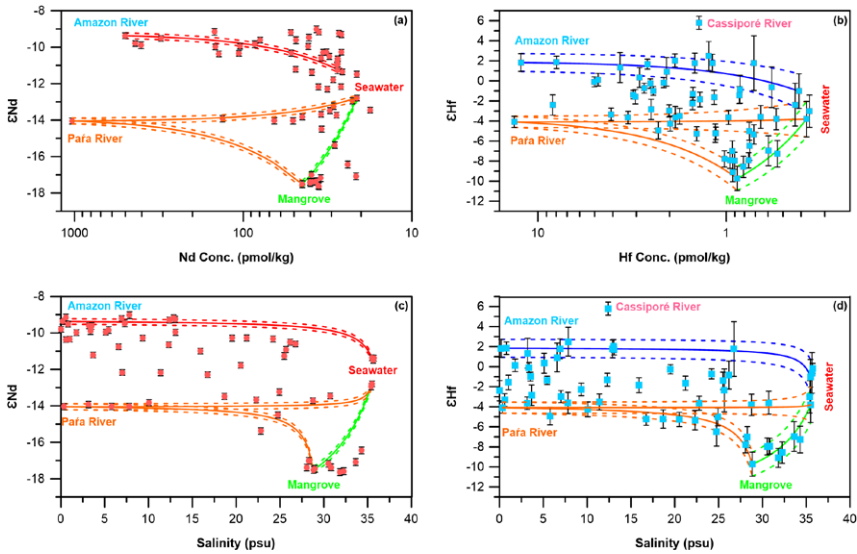 (a)
Amazon River
Seawater
Paŕa River
Mangrove
εNd
-8
-10
-12
-14
-16
-18
1000
100
10
Nd Conc. (pmol/kg)
(b)
Cassiporé River
Amazon River
Seawater
Paŕa River
Mangrove
εHf
6
4
2
0
-2
-4
-6
-8
-10
-12
10
1
Hf Conc. (pmol/kg)
(c)
Amazon River
Seawater
Paŕa River
Mangrove
εNd
-8
-10
-12
-14
-16
-18
0
5
10
15
20
25
30
35
40
Salinity (psu)
(d)
Cassiporé River
Amazon River
Seawater
Paŕa River
Mangrove
εHf
6
4
2
0
-2
-4
-6
-8
-10
-12
0
5
10
15
20
25
30
35
40
Salinity (psu)